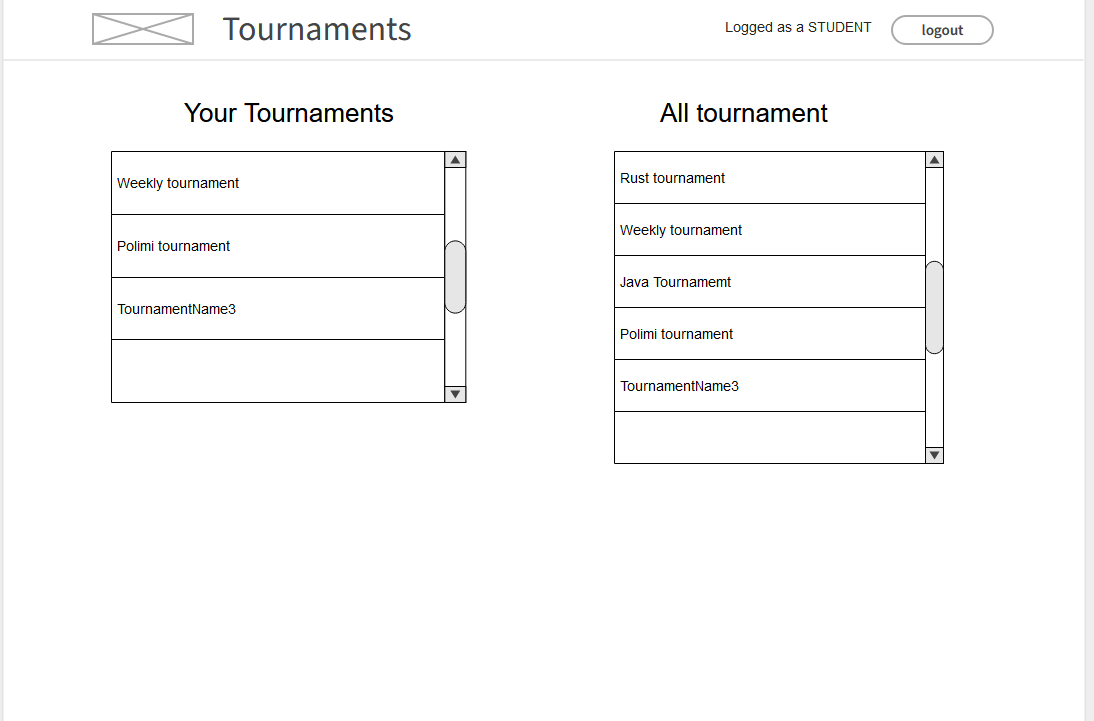 Tournaments
Logged as a STUDENT
logout
Your Tournaments
Weekly tournament
Polimi tournament
TournamentName3
All tournament
Rust tournament
Weekly tournament
Java Tournamemt
Polimi tournament
TournamentName3